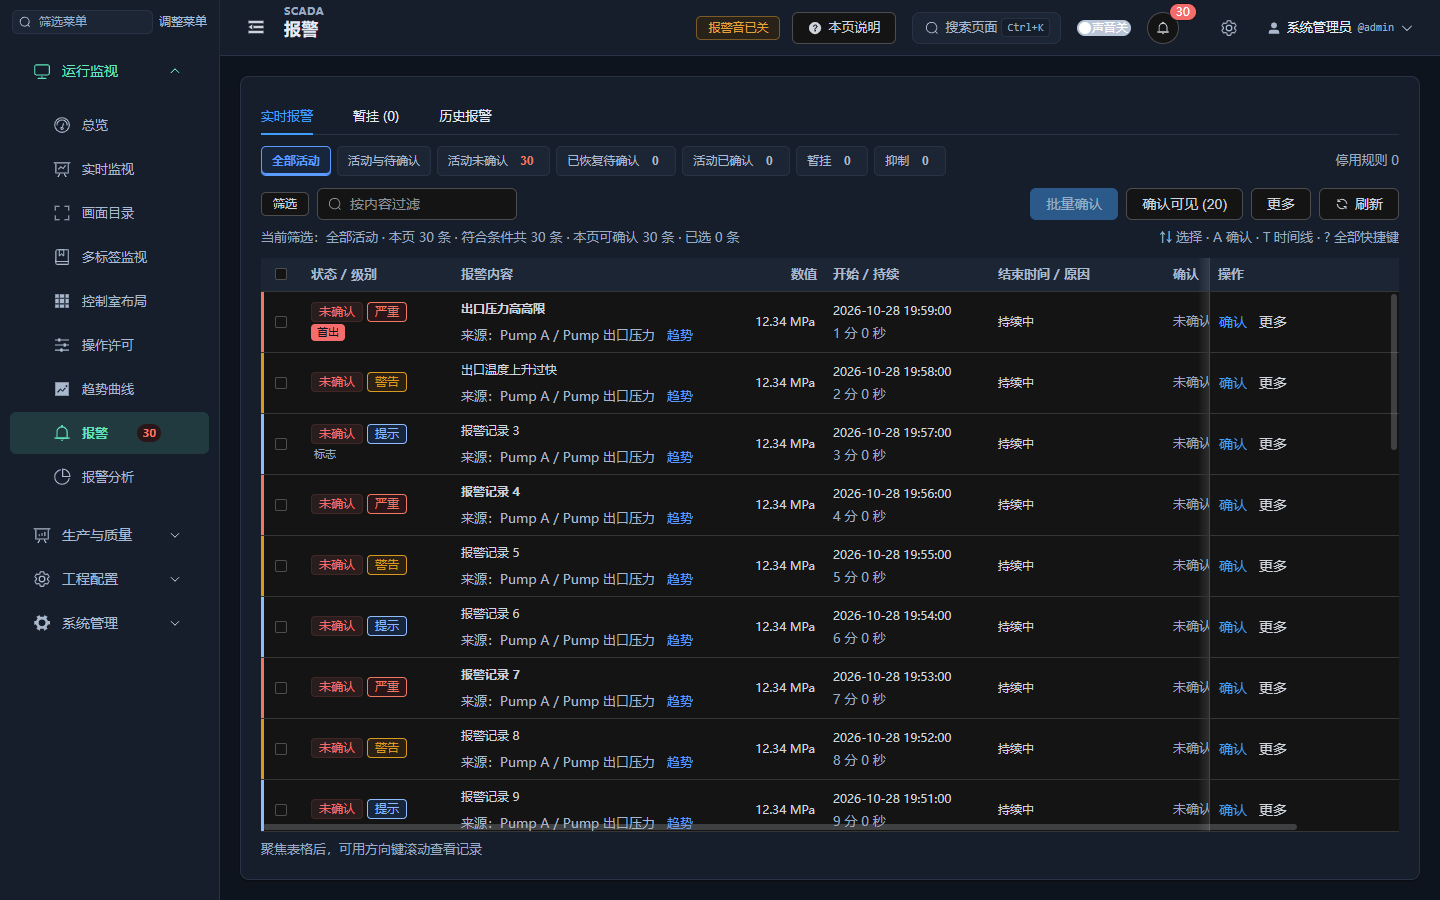 筛选菜单 调整菜单
运行监视
总览
实时监视
画面目录
多标签监视
控制室布局
操作许可
趋势曲线
报警 30
报警分析
生产与质量
工程配置
系统管理
SCADA
报警
报警音已关 本页说明 搜索页面 Ctrl+K 声音关 30 系统管理员 @admin
实时报警 暂挂 (0) 历史报警
全部活动 活动与待确认 活动未确认 30 已恢复待确认 0 活动已确认 0 暂挂 0 抑制 0 停用规则 0
筛选 按内容过滤 批量确认 确认可见 (20) 更多 刷新
当前筛选：全部活动 · 本页 30 条 · 符合条件共 30 条 · 本页可确认 30 条 · 已选 0 条 ↑↓ 选择 · A 确认 · T 时间线 · ? 全部快捷键
状态 / 级别 报警内容 数值 开始 / 持续 结束时间 / 原因 确认 操作
未确认 严重 首出 出口压力高高限 来源：Pump A / Pump 出口压力 趋势 12.34 MPa 2026-10-28 19:59:00 1 分 0 秒 持续中 未确认 确认 更多
未确认 警告 出口温度上升过快 来源：Pump A / Pump 出口压力 趋势 12.34 MPa 2026-10-28 19:58:00 2 分 0 秒 持续中 未确认 确认 更多
未确认 提示 标志 报警记录 3 来源：Pump A / Pump 出口压力 趋势 12.34 MPa 2026-10-28 19:57:00 3 分 0 秒 持续中 未确认 确认 更多
未确认 严重 报警记录 4 来源：Pump A / Pump 出口压力 趋势 12.34 MPa 2026-10-28 19:56:00 4 分 0 秒 持续中 未确认 确认 更多
未确认 警告 报警记录 5 来源：Pump A / Pump 出口压力 趋势 12.34 MPa 2026-10-28 19:55:00 5 分 0 秒 持续中 未确认 确认 更多
未确认 提示 报警记录 6 来源：Pump A / Pump 出口压力 趋势 12.34 MPa 2026-10-28 19:54:00 6 分 0 秒 持续中 未确认 确认 更多
未确认 严重 报警记录 7 来源：Pump A / Pump 出口压力 趋势 12.34 MPa 2026-10-28 19:53:00 7 分 0 秒 持续中 未确认 确认 更多
未确认 警告 报警记录 8 来源：Pump A / Pump 出口压力 趋势 12.34 MPa 2026-10-28 19:52:00 8 分 0 秒 持续中 未确认 确认 更多
未确认 提示 报警记录 9 来源：Pump A / Pump 出口压力 趋势 12.34 MPa 2026-10-28 19:51:00 9 分 0 秒 持续中 未确认 确认 更多
聚焦表格后，可用方向键滚动查看记录